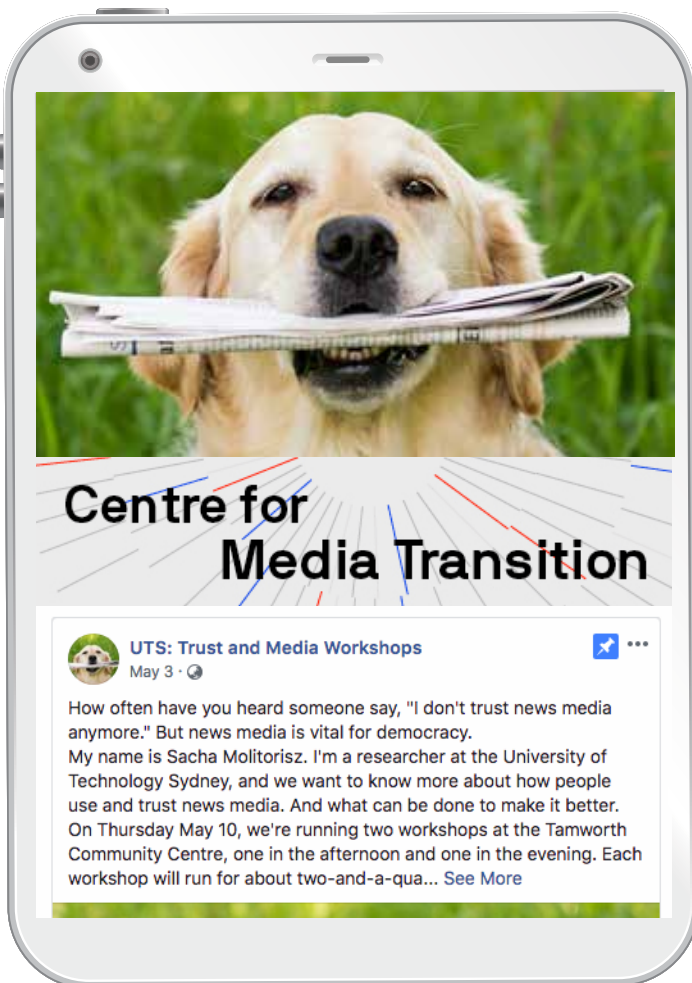 Centre for
Media Transition
UTS: Trust and Media Workshops
May 3 ·
How often have you heard someone say, "I don't trust news media
anymore." But news media is vital for democracy.
My name is Sacha Molitorisz. I'm a researcher at the University of
Technology Sydney, and we want to know more about how people
use and trust news media. And what can be done to make it better.
On Thursday May 10, we're running two workshops at the Tamworth
Community Centre, one in the afternoon and one in the evening. Each
workshop will run for about two-and-a-qua... See More